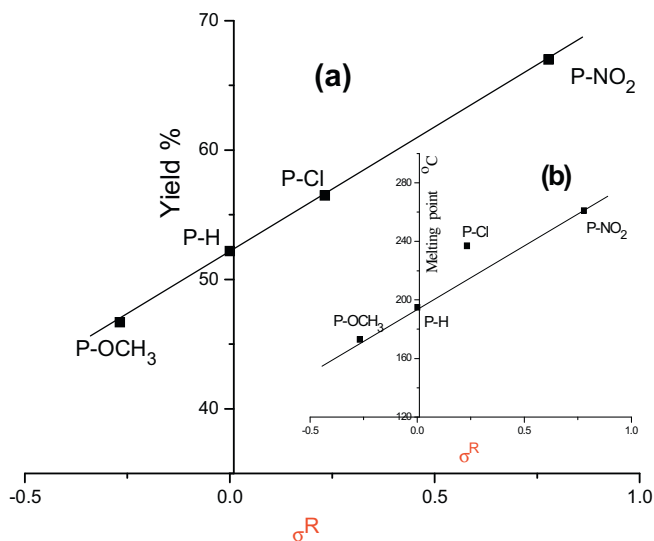 70
60
50
40
Yield %
(a)
P-NO2
P-Cl
P-H
P-OCH3
-0.5
0.0
0.5
1.0
σR
280
240
200
160
120
Melting point °C
(b)
P-Cl
P-NO2
P-OCH3
P-H
-0.5
0.0
0.5
1.0
σR